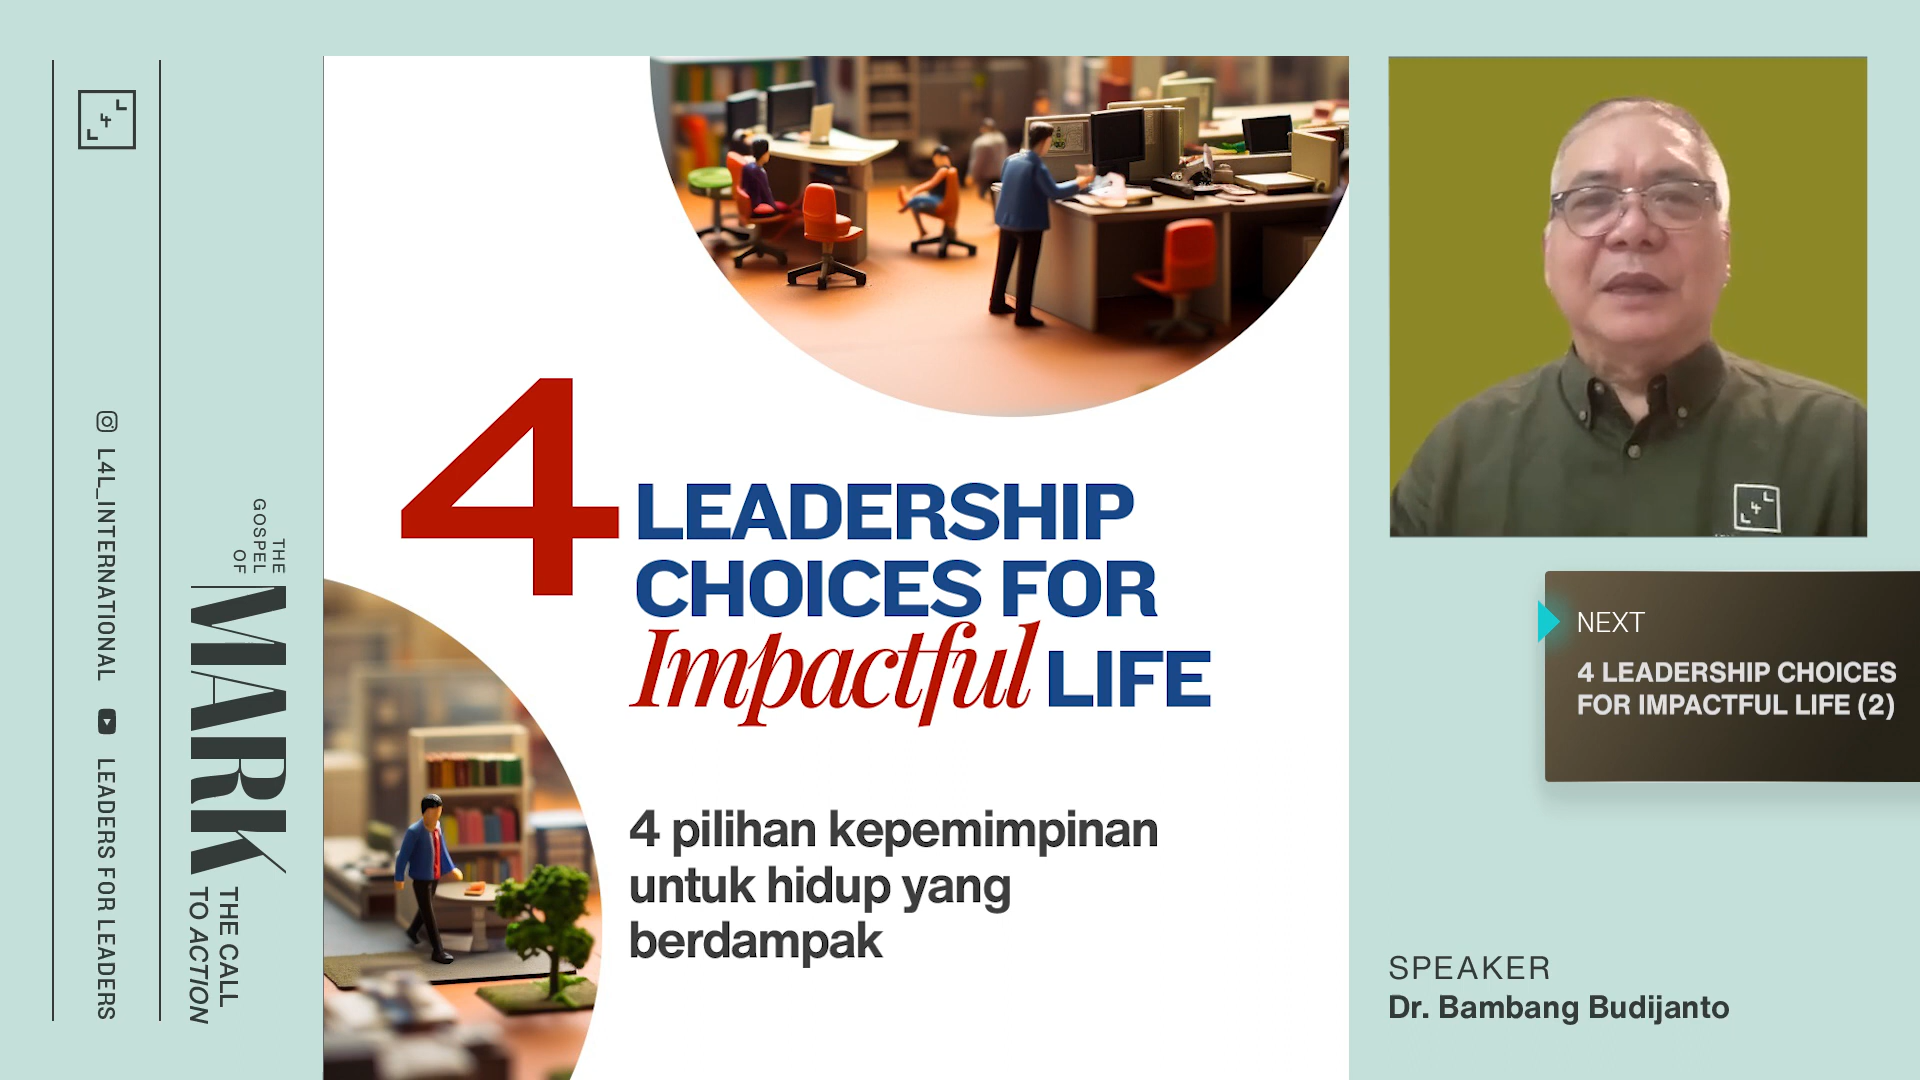 L4L_INTERNATIONAL
LEADERS FOR LEADERS
THE
GOSPEL
OF
MARK
THE CALL
TO ACTION
4
LEADERSHIP
CHOICES FOR
Impactful LIFE
4 pilihan kepemimpinan
untuk hidup yang
berdampak
NEXT
4 LEADERSHIP CHOICES
FOR IMPACTFUL LIFE (2)
SPEAKER
Dr. Bambang Budijanto